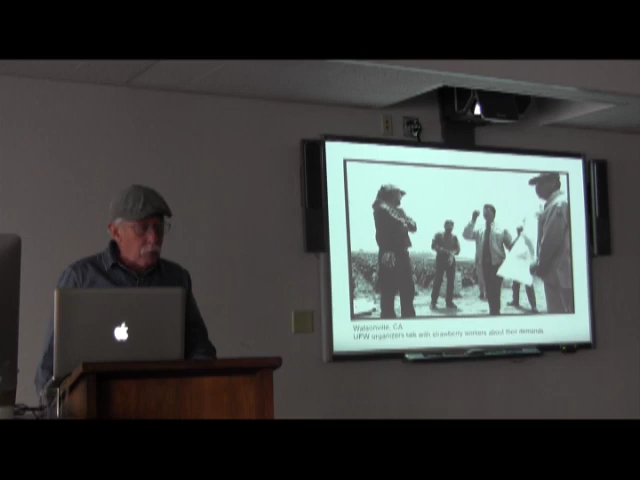 Watsonville, CA
UFW organizers talk with strawberry workers about their demands